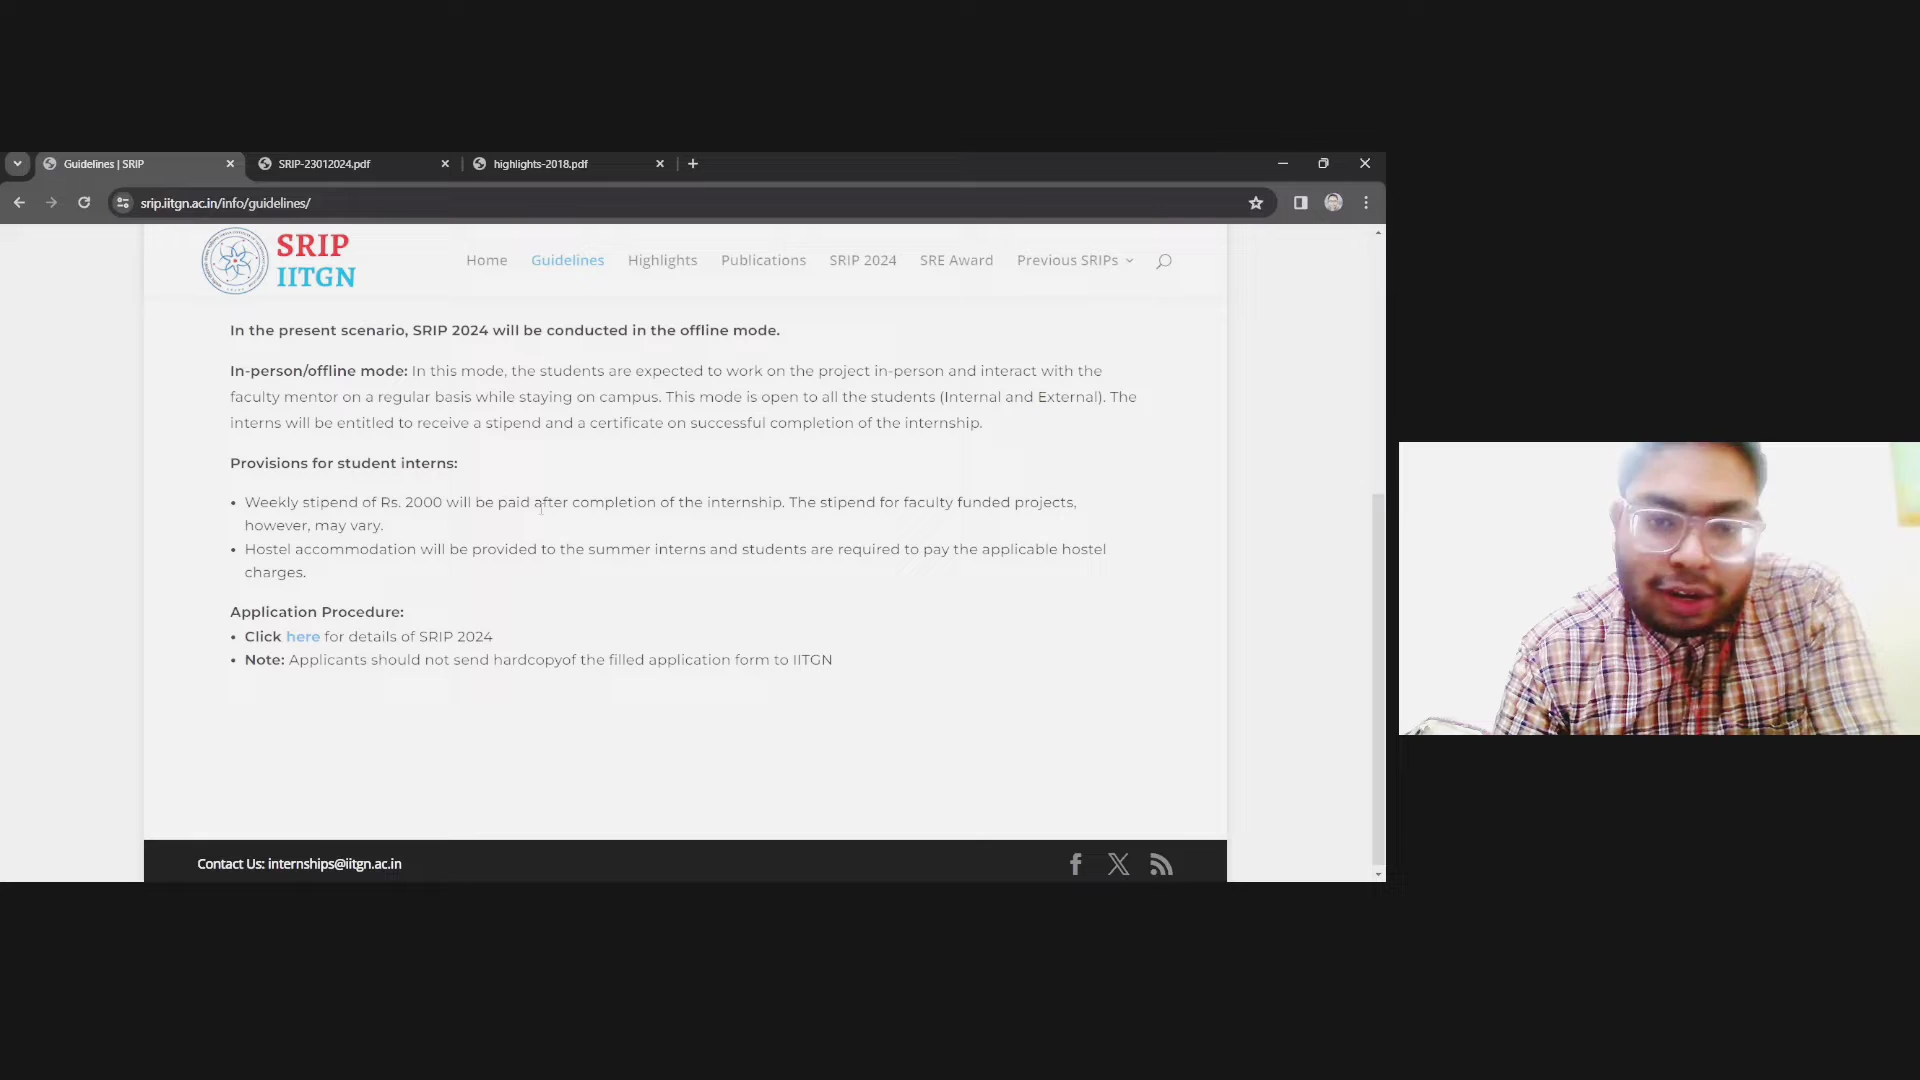 Guidelines | SRIP
SRIP-23012024.pdf
highlights-2018.pdf
srip.iitgn.ac.in/info/guidelines/
SRIP
IITGN
Home Guidelines Highlights Publications SRIP 2024 SRE Award Previous SRIPs
In the present scenario, SRIP 2024 will be conducted in the offline mode.
In-person/offline mode: In this mode, the students are expected to work on the project in-person and interact with the
faculty mentor on a regular basis while staying on campus. This mode is open to all the students (Internal and External). The
interns will be entitled to receive a stipend and a certificate on successful completion of the internship.
Provisions for student interns:
• Weekly stipend of Rs. 2000 will be paid after completion of the internship. The stipend for faculty funded projects,
however, may vary.
• Hostel accommodation will be provided to the summer interns and students are required to pay the applicable hostel
charges.
Application Procedure:
• Click here for details of SRIP 2024
• Note: Applicants should not send hardcopyof the filled application form to IITGN
Contact Us: internships@iitgn.ac.in